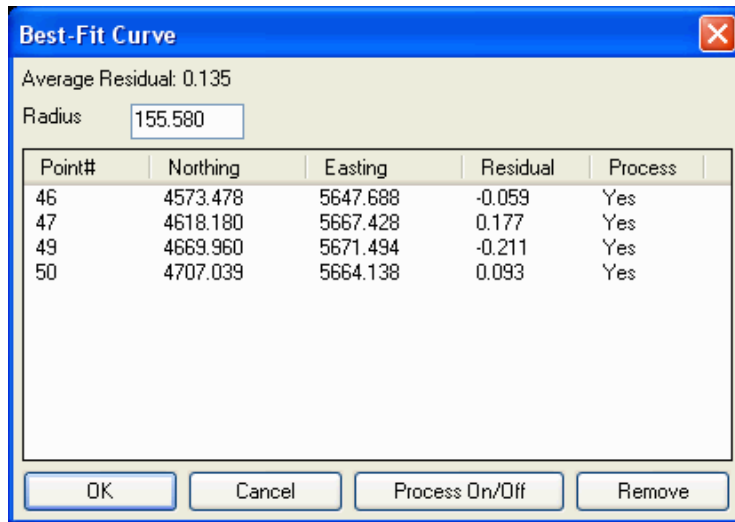 Best-Fit Curve
Average Residual: 0.135
Radius 155.580
Point# Northing Easting Residual Process
46 4573.478 5647.688 -0.059 Yes
47 4618.180 5667.428 0.177 Yes
49 4669.960 5671.494 -0.211 Yes
50 4707.039 5664.138 0.093 Yes
OK Cancel Process On/Off Remove